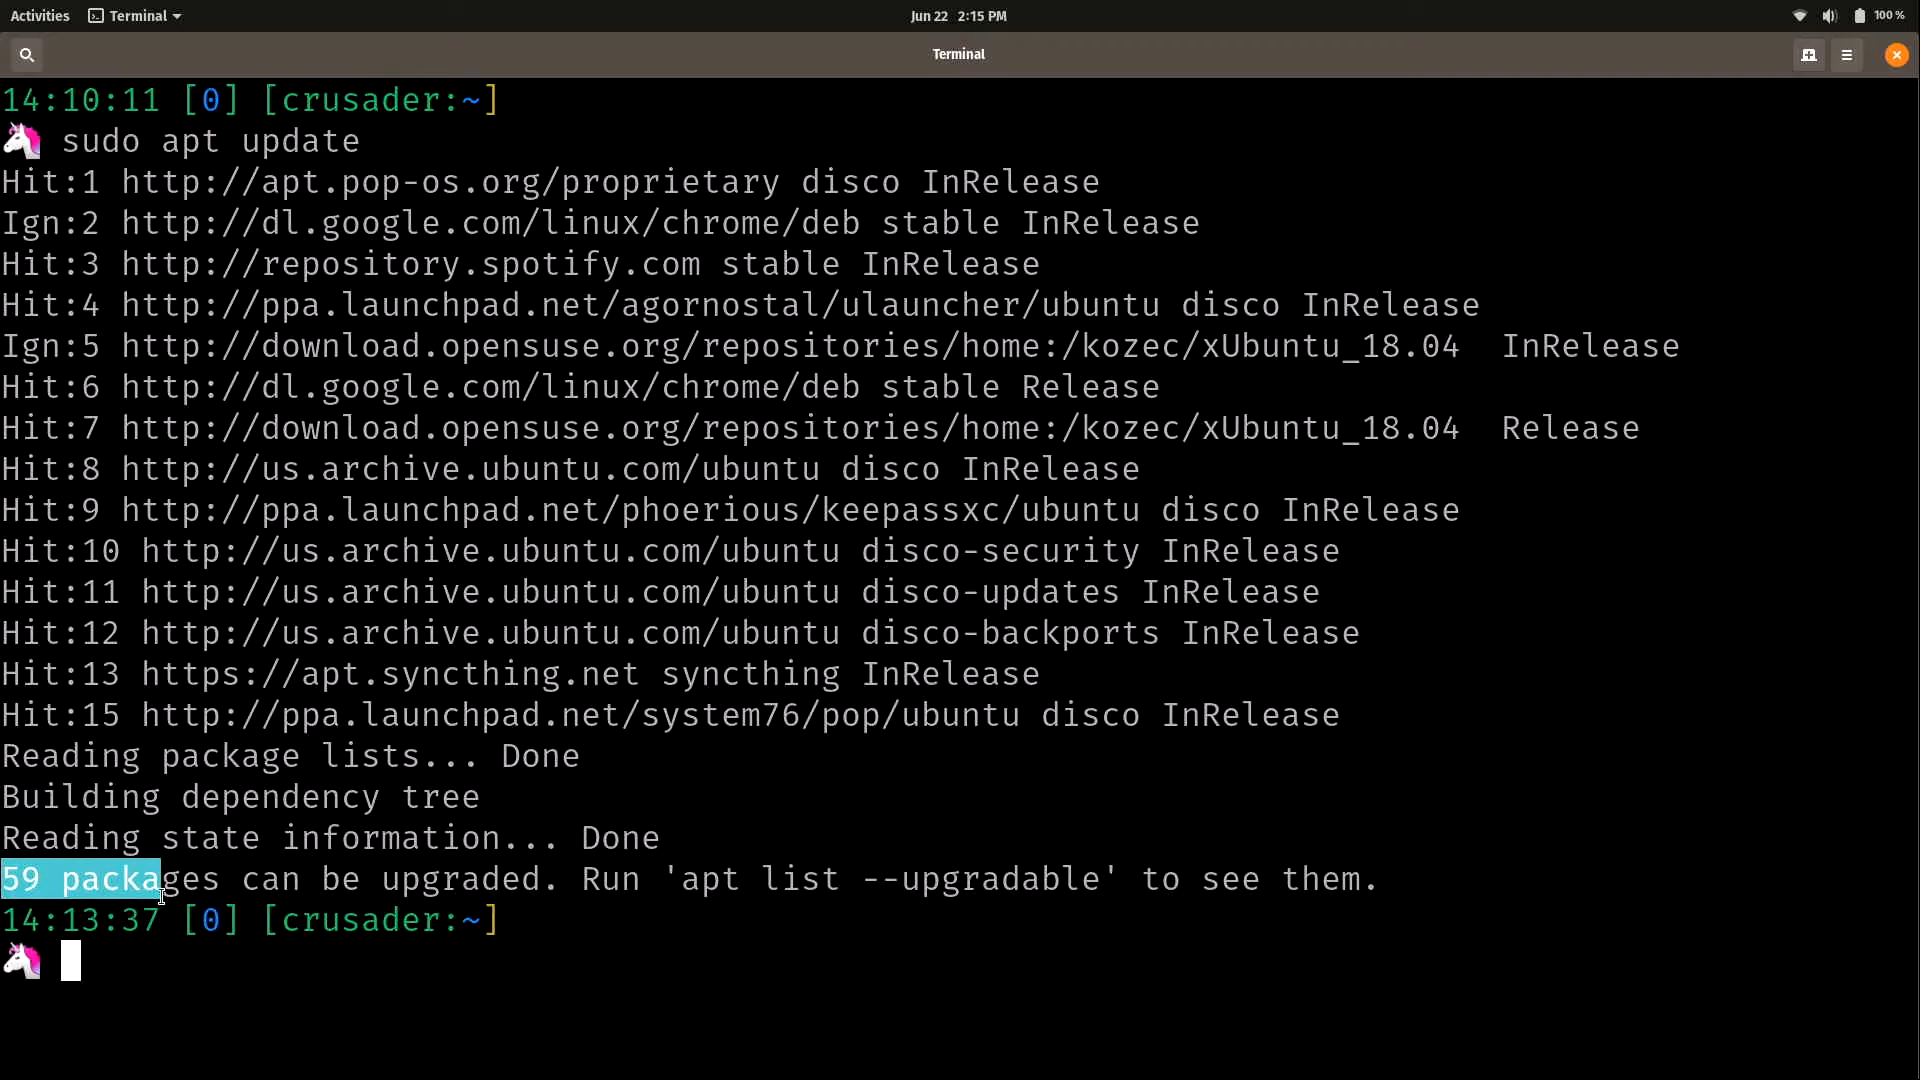 Activities Terminal Jun 22 2:15 PM 100 %
Terminal
14:10:11 [0] [crusader:~]
sudo apt update
Hit:1 http://apt.pop-os.org/proprietary disco InRelease
Ign:2 http://dl.google.com/linux/chrome/deb stable InRelease
Hit:3 http://repository.spotify.com stable InRelease
Hit:4 http://ppa.launchpad.net/agornostal/ulauncher/ubuntu disco InRelease
Ign:5 http://download.opensuse.org/repositories/home:/kozec/xUbuntu_18.04  InRelease
Hit:6 http://dl.google.com/linux/chrome/deb stable Release
Hit:7 http://download.opensuse.org/repositories/home:/kozec/xUbuntu_18.04  Release
Hit:8 http://us.archive.ubuntu.com/ubuntu disco InRelease
Hit:9 http://ppa.launchpad.net/phoerious/keepassxc/ubuntu disco InRelease
Hit:10 http://us.archive.ubuntu.com/ubuntu disco-security InRelease
Hit:11 http://us.archive.ubuntu.com/ubuntu disco-updates InRelease
Hit:12 http://us.archive.ubuntu.com/ubuntu disco-backports InRelease
Hit:13 https://apt.syncthing.net syncthing InRelease
Hit:15 http://ppa.launchpad.net/system76/pop/ubuntu disco InRelease
Reading package lists... Done
Building dependency tree
Reading state information... Done
59 packages can be upgraded. Run 'apt list --upgradable' to see them.
14:13:37 [0] [crusader:~]